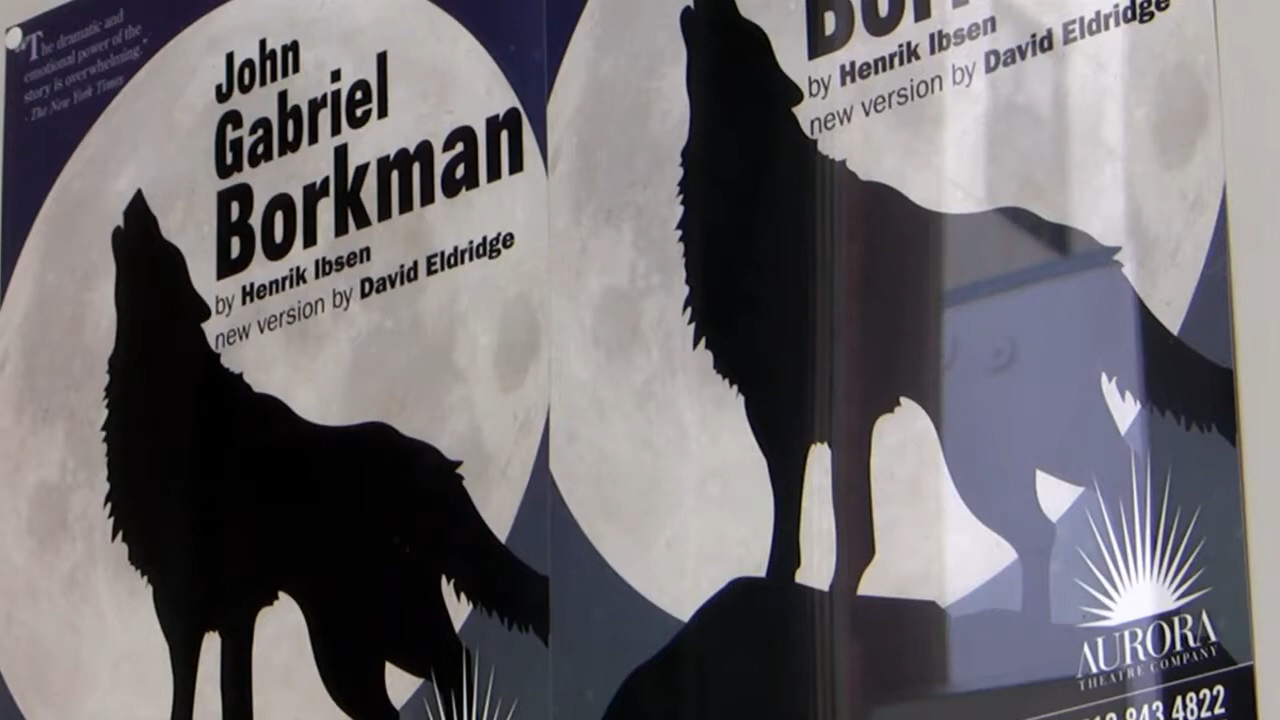 "The dramatic and
emotional power of the
story is overwhelming."
- The New York Times
John
Gabriel
Borkman
by Henrik Ibsen
new version by David Eldridge
by Henrik Ibsen
new version by David Eldridge
AURORA
THEATRE COMPANY
843.4822